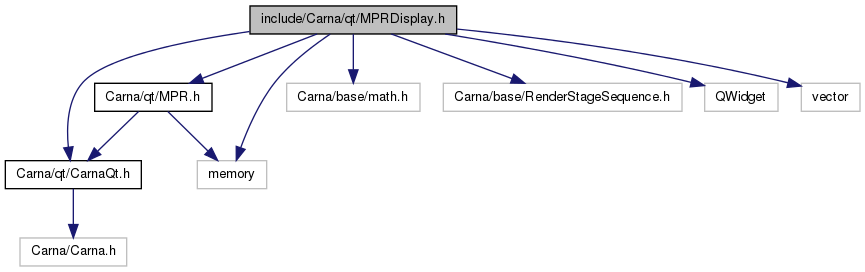 include/Carna/qt/MPRDisplay.h
Carna/qt/MPR.h
Carna/base/math.h
Carna/base/RenderStageSequence.h
QWidget
vector
Carna/qt/CarnaQt.h
memory
Carna/Carna.h